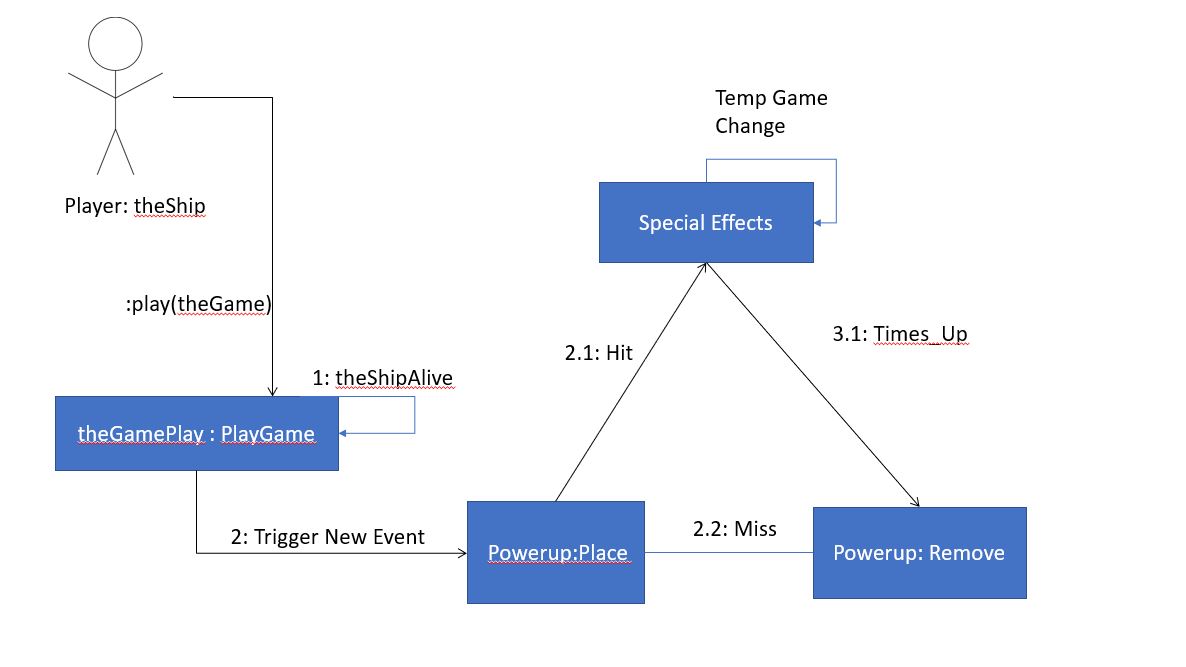 Temp Game
Change
Player: theShip
Special Effects
:play(theGame)
3.1: Times_Up
2.1: Hit
1: theShipAlive
theGamePlay : PlayGame
2: Trigger New Event
2.2: Miss
Powerup:Place
Powerup: Remove